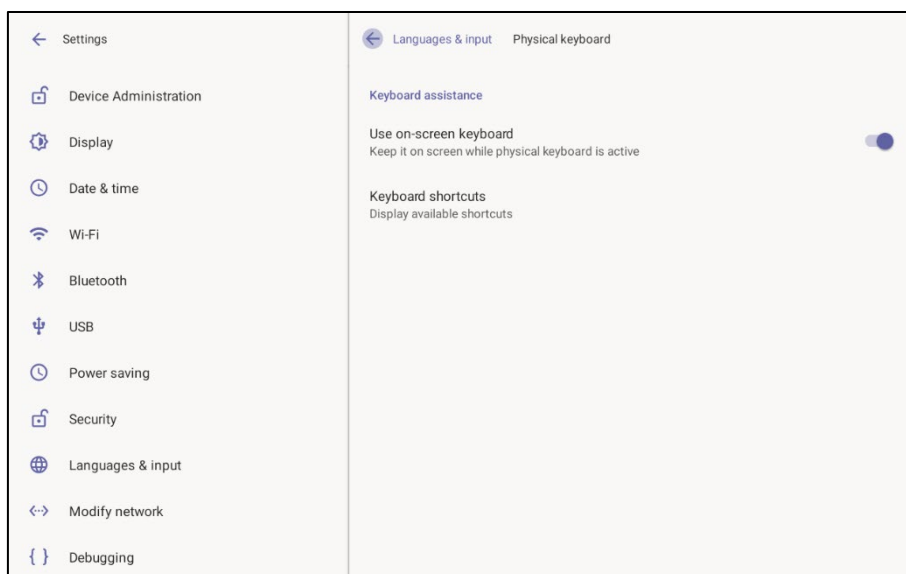 Settings
Device Administration
Display
Date & time
Wi-Fi
Bluetooth
USB
Power saving
Security
Languages & input
Modify network
Debugging
Languages & input Physical keyboard
Keyboard assistance
Use on-screen keyboard
Keep it on screen while physical keyboard is active
Keyboard shortcuts
Display available shortcuts